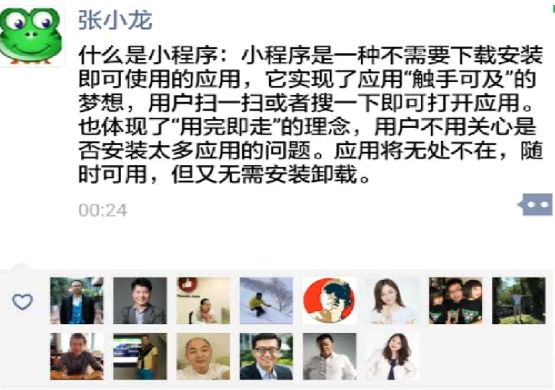 张小龙
什么是小程序：小程序是一种不需要下载安装
即可使用的应用，它实现了应用“触手可及”的
梦想，用户扫一扫或者搜一下即可打开应用。
也体现了“用完即走”的理念，用户不用关心是
否安装太多应用的问题。应用将无处不在，随
时可用，但又无需安装卸载。
00:24